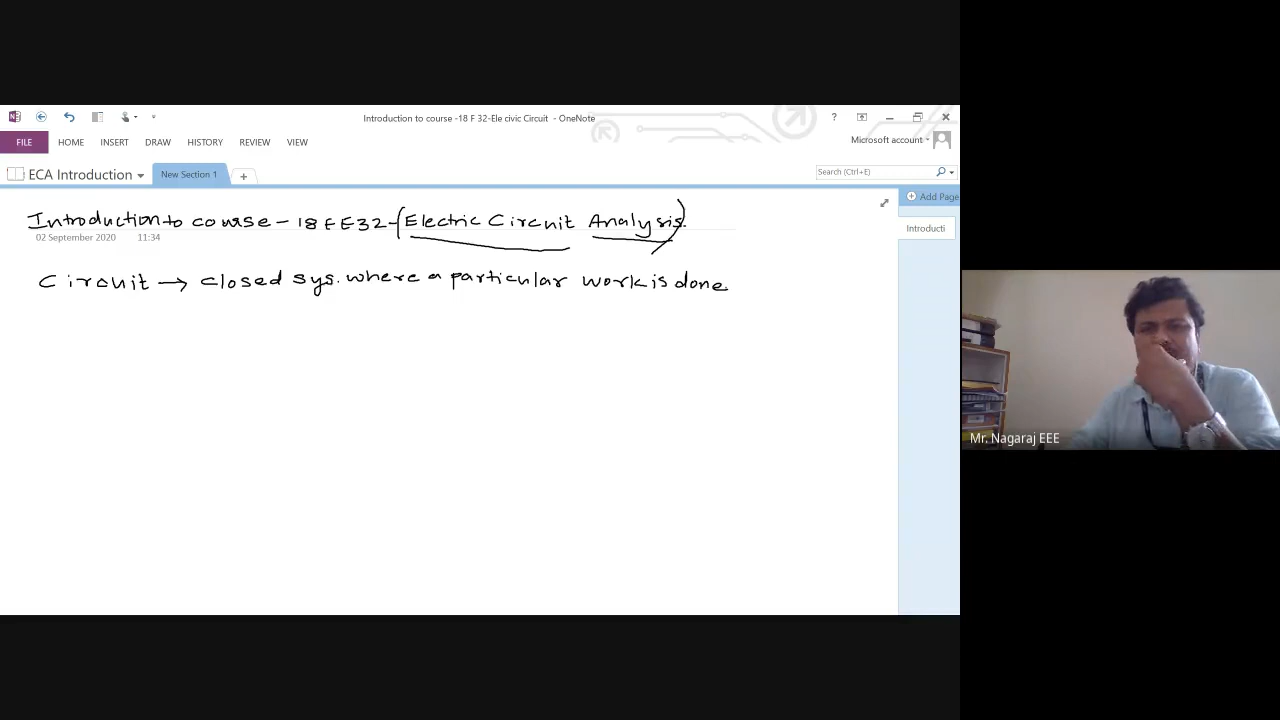 Introduction to course -18 F 32-Ele civic Circuit - OneNote
?
FILE
HOME
INSERT
DRAW
HISTORY
REVIEW
VIEW
Microsoft account
ECA Introduction
New Section 1
Search (Ctrl+E)
Add Page
Introduction to course - 18EE32-(Electric Circuit Analysis).
02 September 2020 11:34
Introducti
Circuit → closed sys. where a particular work is done
Mr. Nagaraj EEE